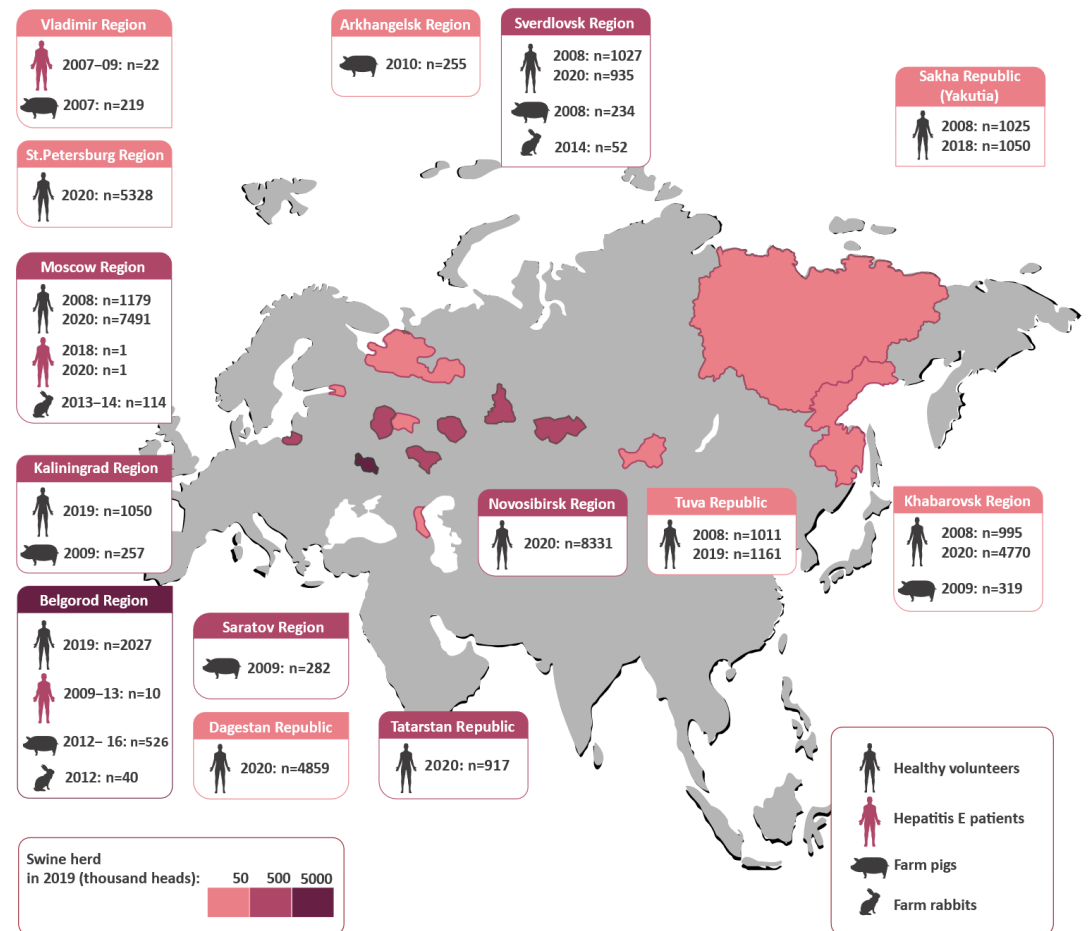 Vladimir Region
2007–09: n=22
2007: n=219
Arkhangelsk Region
2010: n=255
Sverdlovsk Region
2008: n=1027
2020: n=935
2008: n=234
2014: n=52
Sakha Republic
(Yakutia)
2008: n=1025
2018: n=1050
St.Petersburg Region
2020: n=5328
Moscow Region
2008: n=1179
2020: n=7491
2018: n=1
2020: n=1
2013–14: n=114
Kaliningrad Region
2019: n=1050
2009: n=257
Novosibirsk Region
2020: n=8331
Tuva Republic
2008: n=1011
2019: n=1161
Khabarovsk Region
2008: n=995
2020: n=4770
2009: n=319
Belgorod Region
2019: n=2027
2009–13: n=10
2012– 16: n=526
2012: n=40
Saratov Region
2009: n=282
Dagestan Republic
2020: n=4859
Tatarstan Republic
2020: n=917
Healthy volunteers
Hepatitis E patients
Farm pigs
Farm rabbits
Swine herd
in 2019 (thousand heads):
50 500 5000